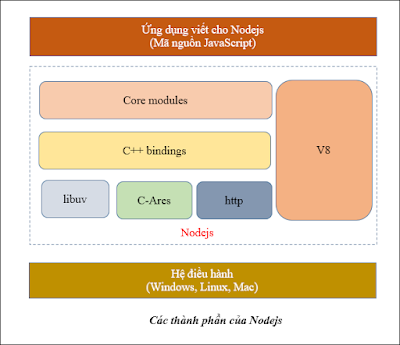 Ứng dụng viết cho Nodejs
(Mã nguồn JavaScript)
Core modules
C++ bindings
V8
libuv
C-Ares
http
Nodejs
Hệ điều hành
(Windows, Linux, Mac)
Các thành phần của Nodejs